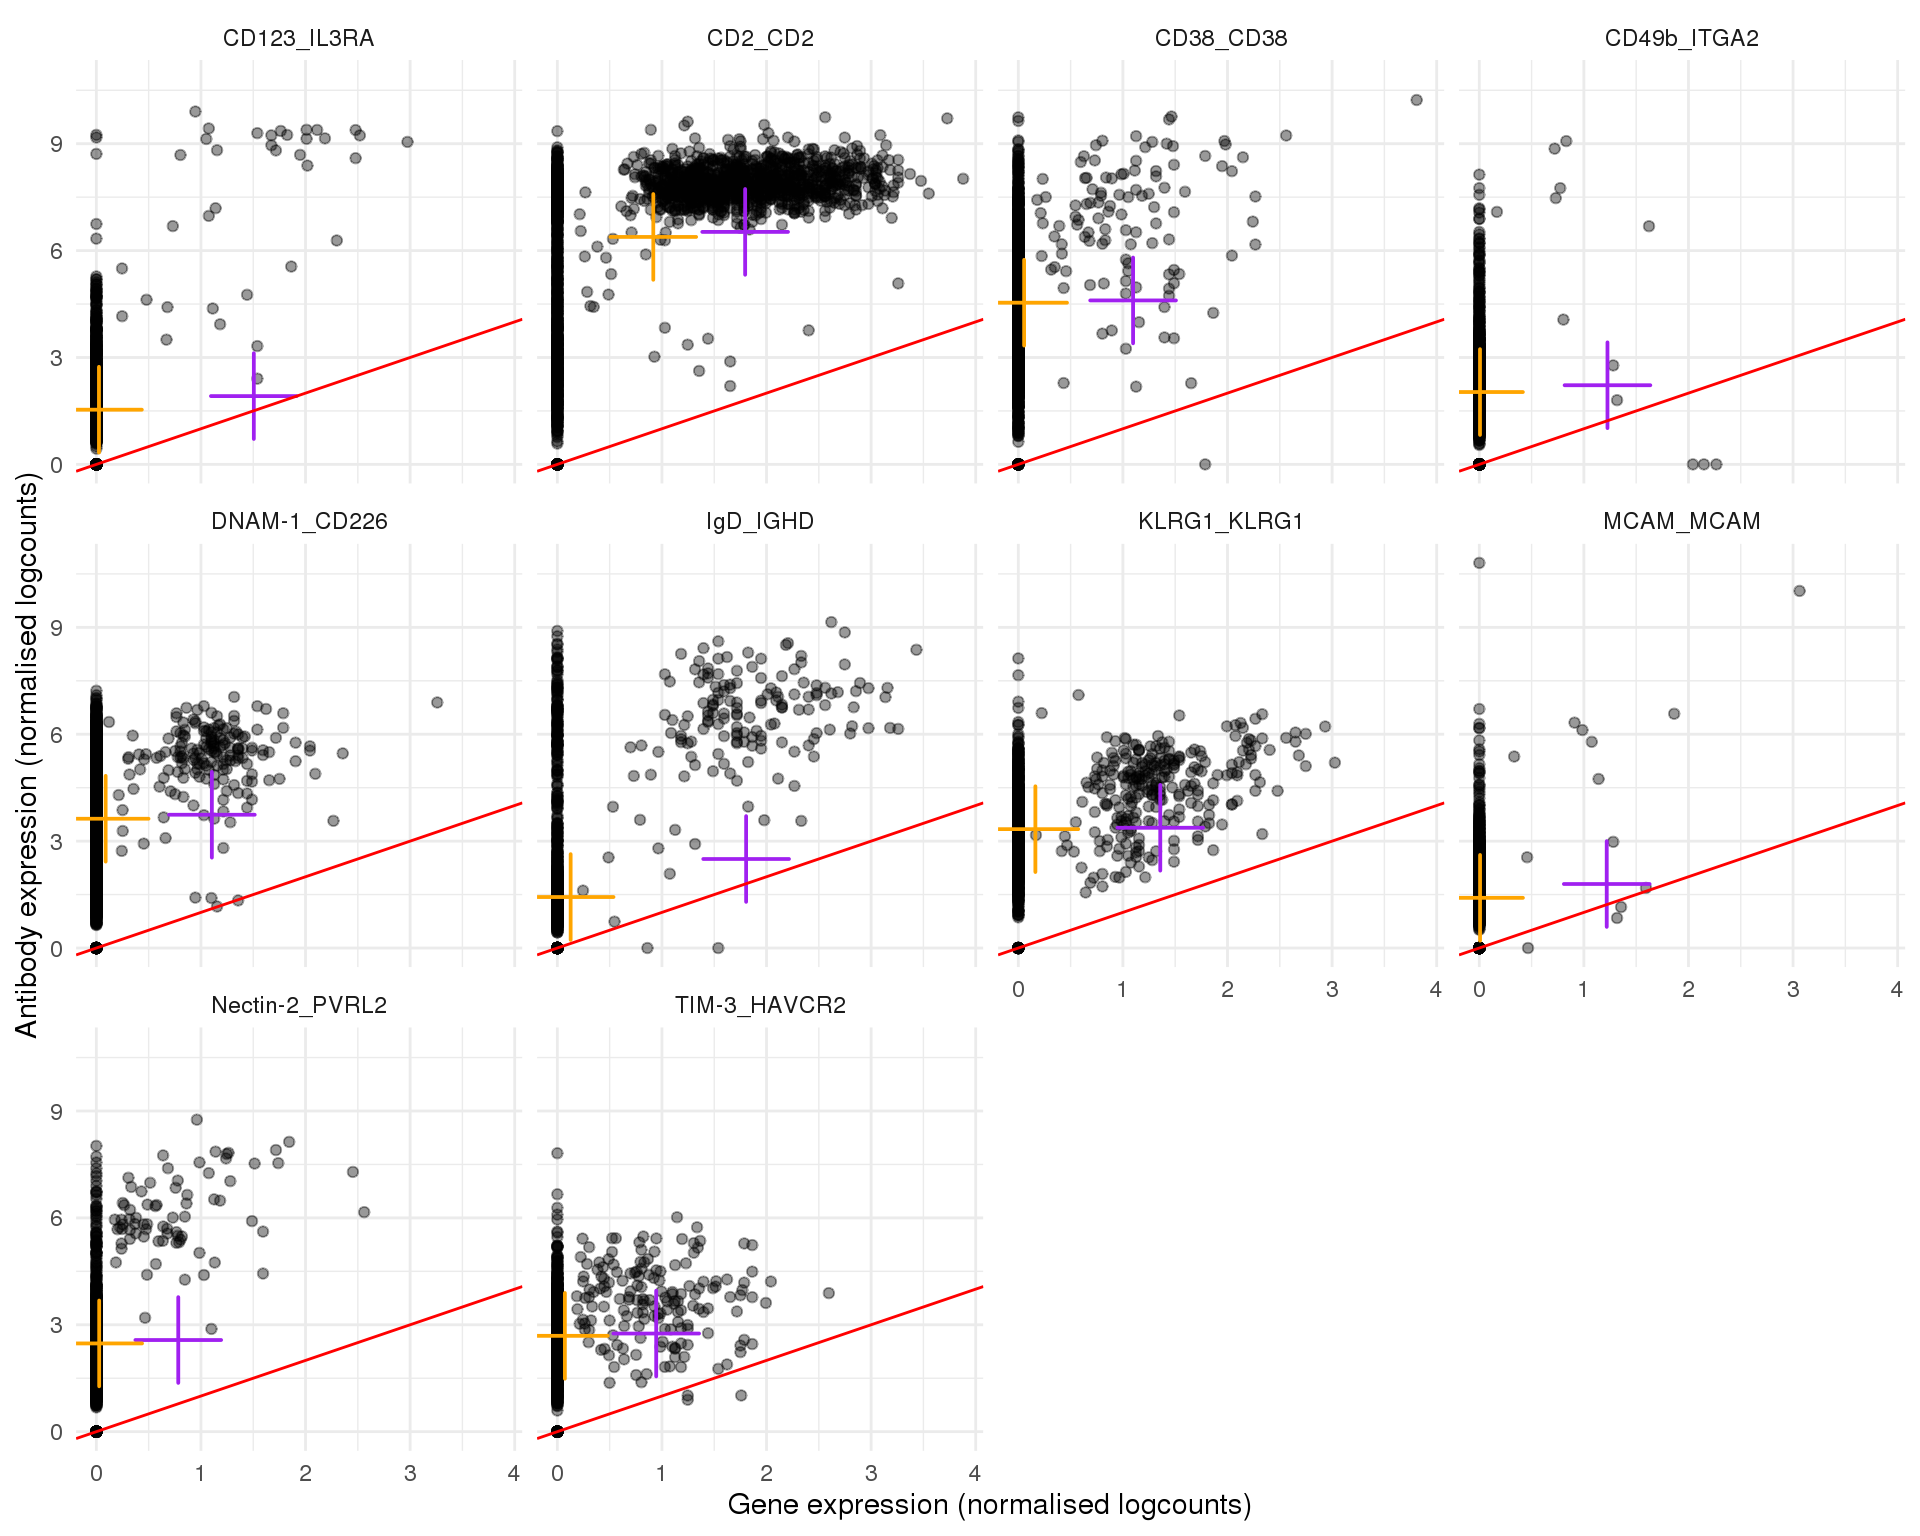 CD123_IL3RA CD2_CD2 CD38_CD38 CD49b_ITGA2
9
6
3
0
DNAM-1_CD226 IgD_IGHD KLRG1_KLRG1 MCAM_MCAM
9
6
3
0
0 1 2 3 4 0 1 2 3 4
Nectin-2_PVRL2 TIM-3_HAVCR2
9
6
3
0
0 1 2 3 4 0 1 2 3 4
Gene expression (normalised logcounts)
Antibody expression (normalised logcounts)